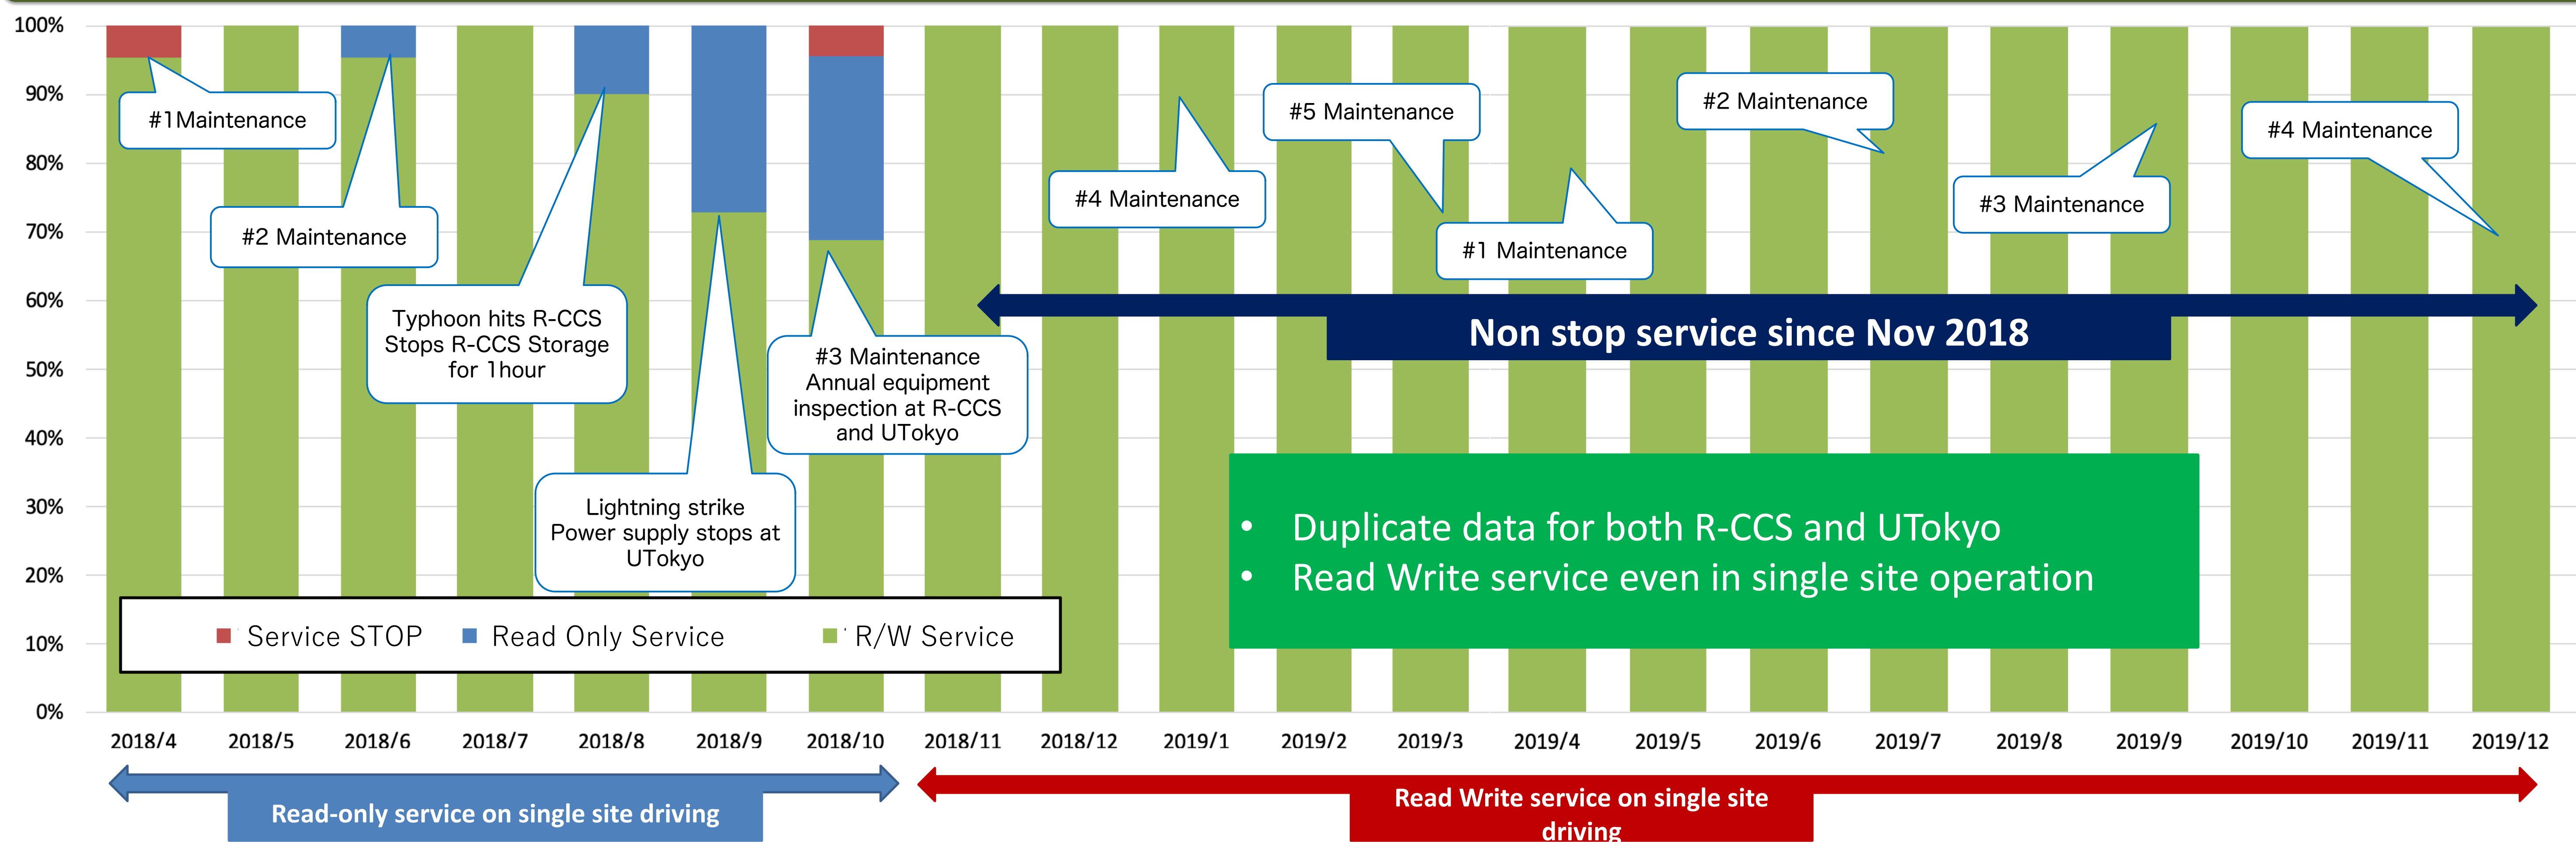 100%
90%
80%
70%
60%
50%
40%
30%
20%
10%
0%
#1Maintenance
#2 Maintenance
Typhoon hits R-CCS
Stops R-CCS Storage
for 1hour
Lightning strike
Power supply stops at
UTokyo
#3 Maintenance
Annual equipment
inspection at R-CCS
and UTokyo
#4 Maintenance
#5 Maintenance
#1 Maintenance
#2 Maintenance
#3 Maintenance
#4 Maintenance
Non stop service since Nov 2018
• Duplicate data for both R-CCS and UTokyo
• Read Write service even in single site operation
Service STOP Read Only Service R/W Service
2018/4 2018/5 2018/6 2018/7 2018/8 2018/9 2018/10 2018/11 2018/12 2019/1 2019/2 2019/3 2019/4 2019/5 2019/6 2019/7 2019/8 2019/9 2019/10 2019/11 2019/12
Read-only service on single site driving
Read Write service on single site
driving